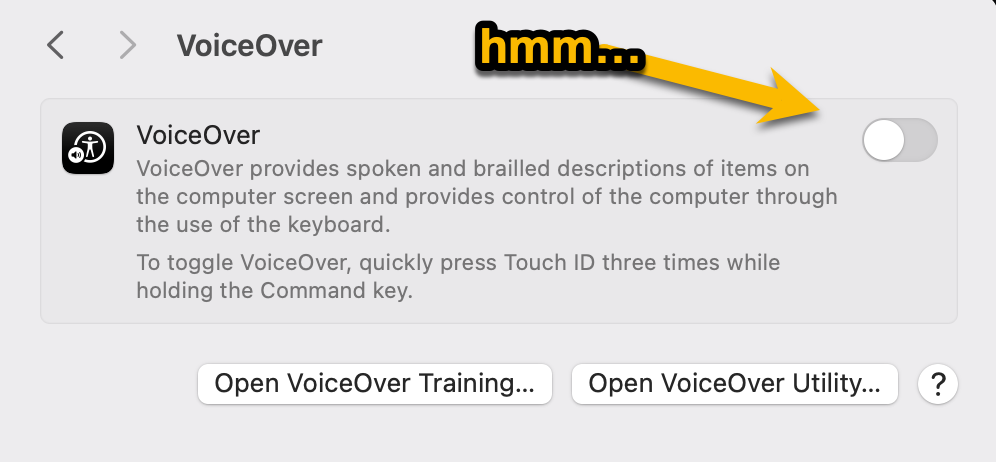 VoiceOver
hmm...
VoiceOver
VoiceOver provides spoken and brailled descriptions of items on
the computer screen and provides control of the computer through
the use of the keyboard.
To toggle VoiceOver, quickly press Touch ID three times while
holding the Command key.
Open VoiceOver Training...
Open VoiceOver Utility...
?